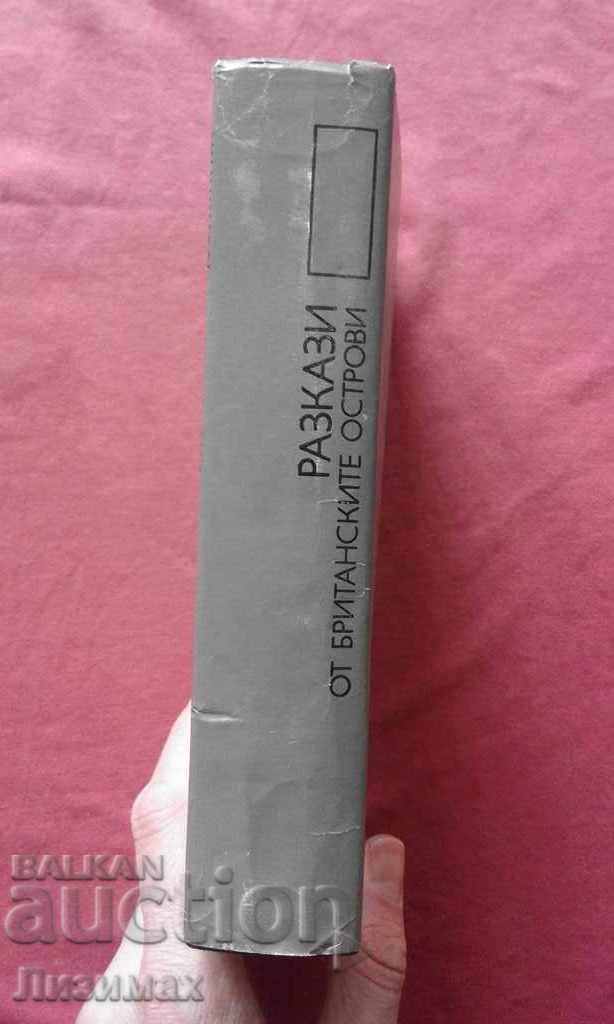 РАЗКАЗИ
ОТ БРИТАНСКИТЕ ОСТРОВИ
BALKAN
auction
Лизимах